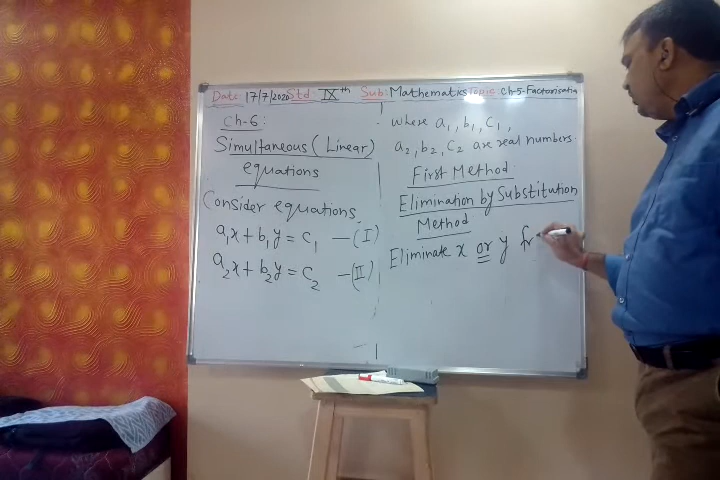 Date: 17/7/2020 Std: IXth Sub: Mathematics Topic Ch-5-Factorisatio
Ch-6:
Simultaneous (Linear)
equations
Consider equations,
a₁x + b₁y = c₁ —(I)
a₂x + b₂y = c₂ —(II)
where a₁, b₁, c₁,
a₂, b₂, c₂ are real numbers.
First Method:
Elimination by Substitution
Method
Eliminate x or y fr